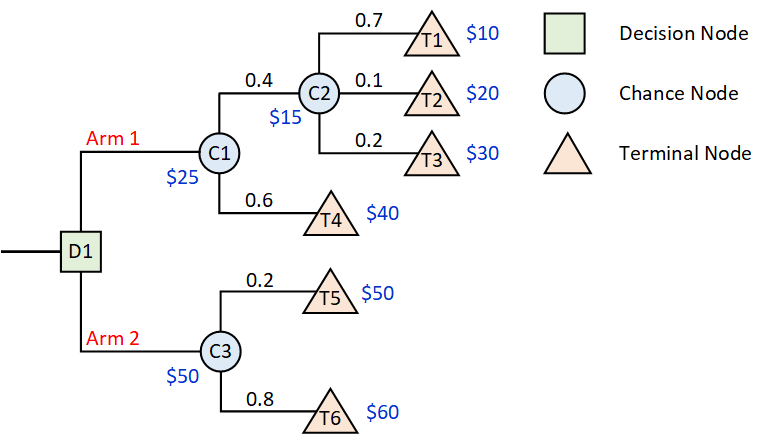 0.7
T1
$10
Decision Node
0.4
C2
0.1
T2
$20
Chance Node
$15
Arm 1
C1
0.2
T3
$30
Terminal Node
$25
0.6
T4
$40
D1
0.2
T5
$50
Arm 2
C3
$50
0.8
T6
$60